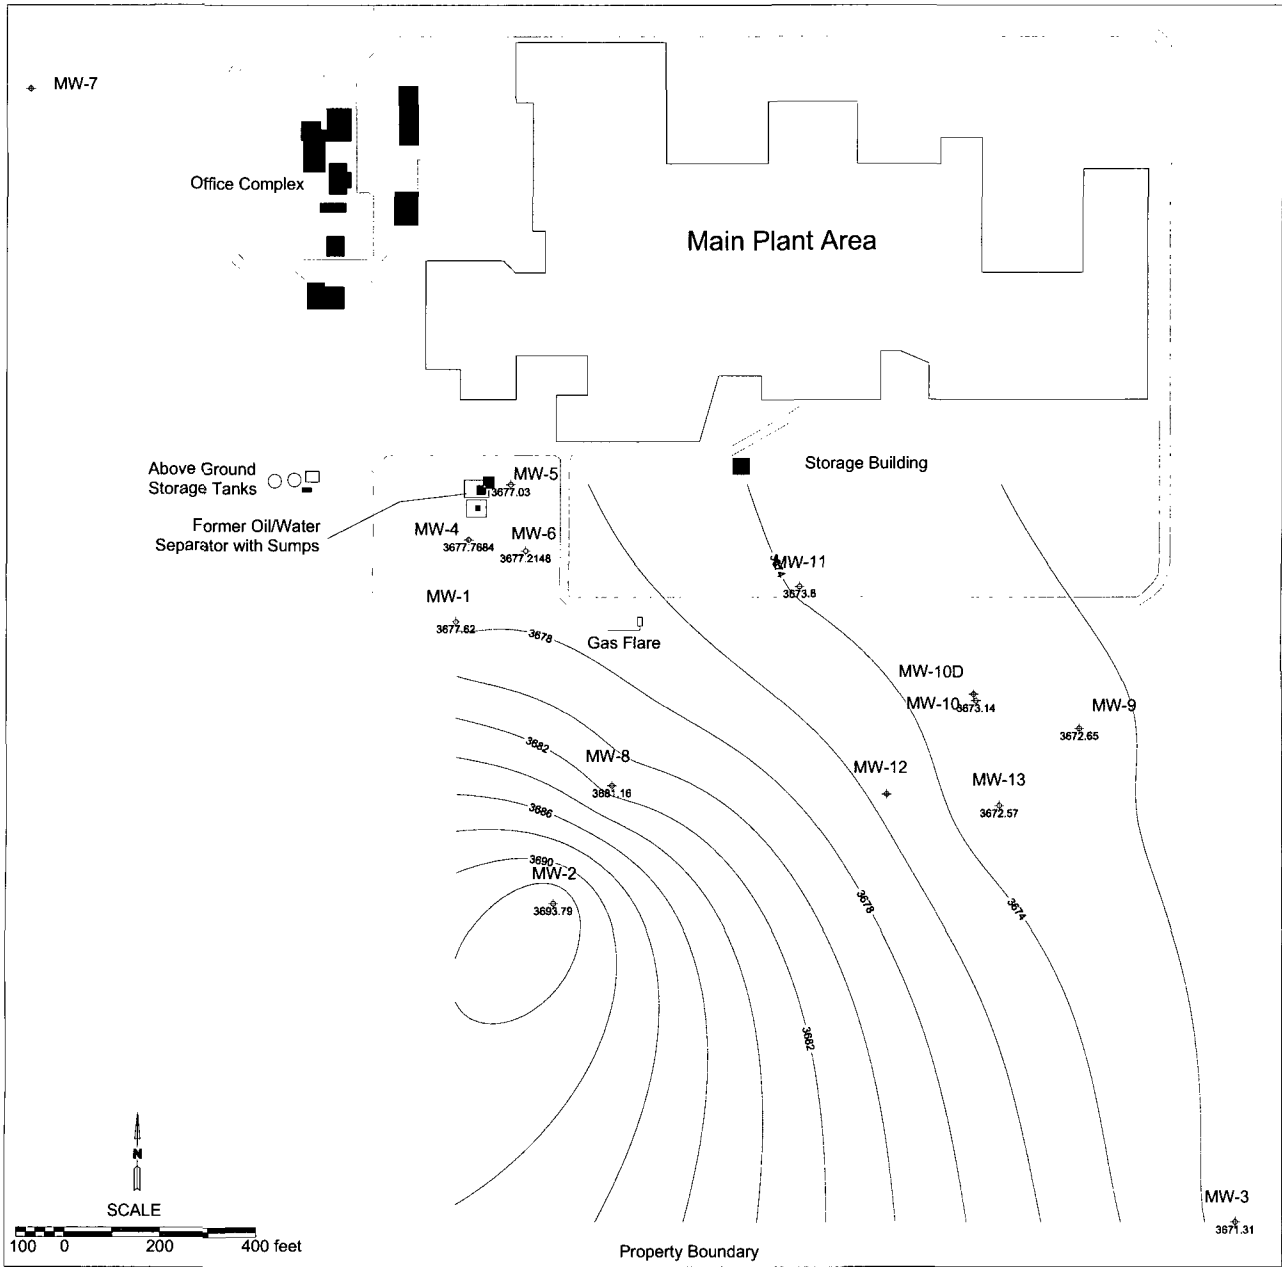 MW-7
Office Complex
Main Plant Area
Above Ground
Storage Tanks
Storage Building
MW-5
3677.03
Former Oil/Water
Separator with Sumps
MW-4
3677.7684
MW-6
3677.2148
MW-11
3673.8
MW-1
3677.62
3678
Gas Flare
MW-10D
MW-10
3673.14
MW-9
3672.65
3682
MW-8
3681.16
MW-12
MW-13
3672.57
3686
3690
MW-2
3693.79
3678
3674
3682
N
SCALE
100 0 200 400 feet
MW-3
3671.31
Property Boundary